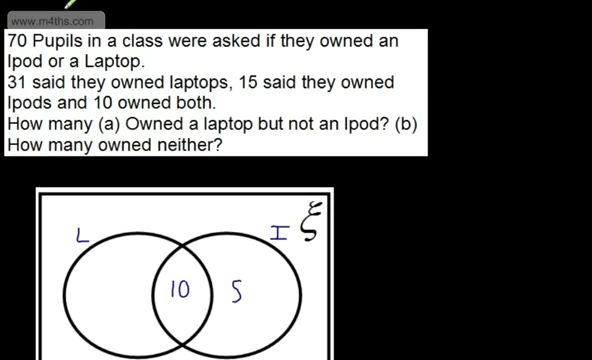 www.m4ths.com
70 Pupils in a class were asked if they owned an
Ipod or a Laptop.
31 said they owned laptops, 15 said they owned
Ipods and 10 owned both.
How many (a) Owned a laptop but not an Ipod? (b)
How many owned neither?
L I ξ
10 5